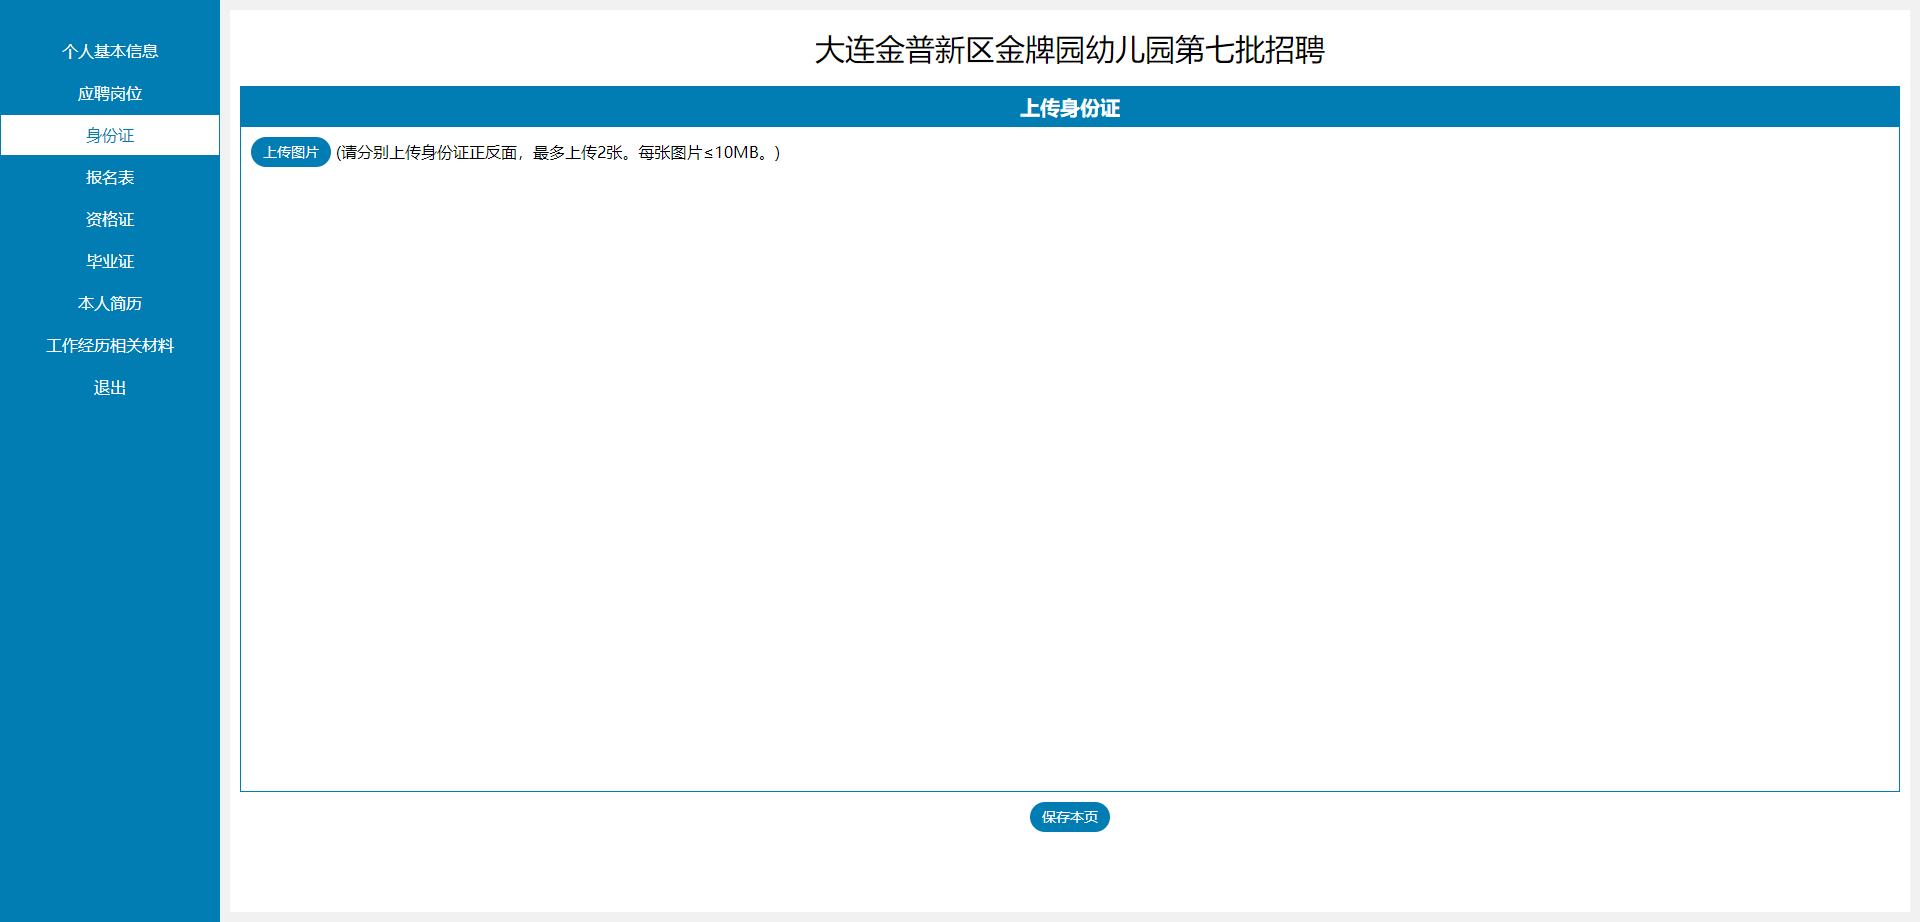 个人基本信息
应聘岗位
身份证
报名表
资格证
毕业证
本人简历
工作经历相关材料
退出
大连金普新区金牌园幼儿园第七批招聘
上传身份证
上传图片 (请分别上传身份证正反面，最多上传2张。每张图片≤10MB。)
保存本页